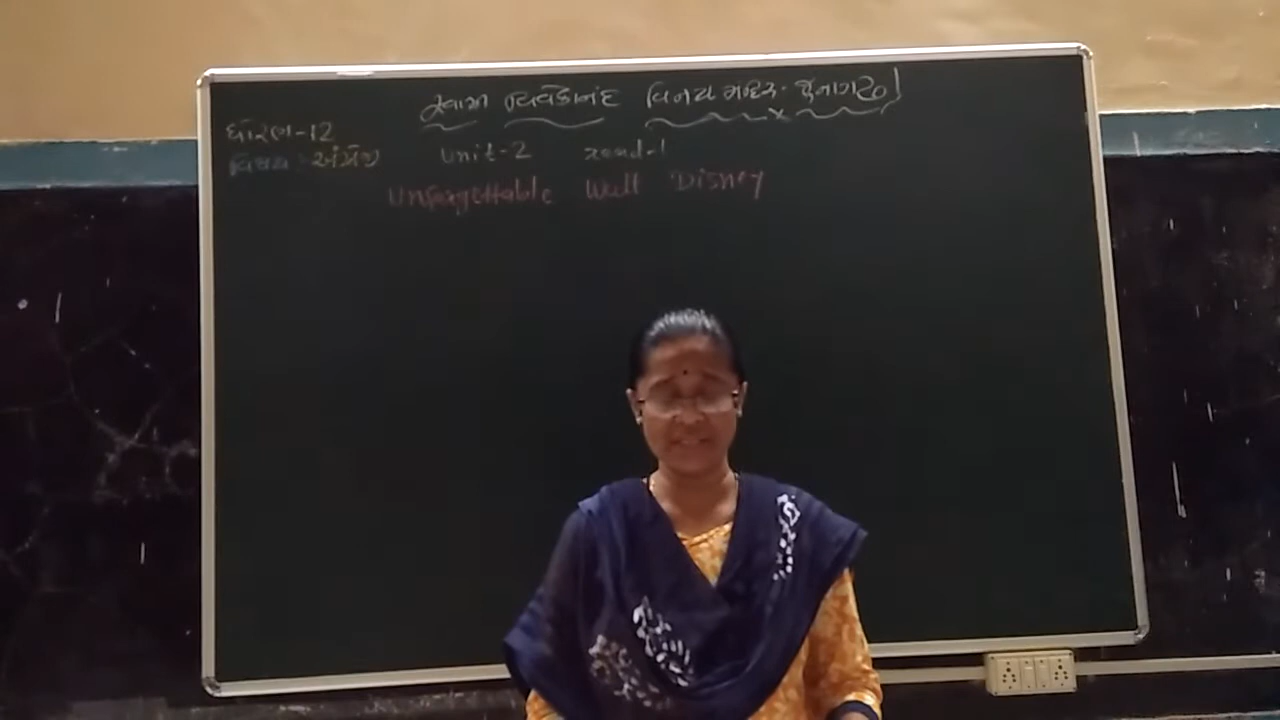 સ્વામી વિવેકાનંદ વિનય મંદિર - જુનાગઢ
ધોરણ-12
વિષય : અંગ્રેજી
Unit-2 read-1
Unforgettable Walt Disney